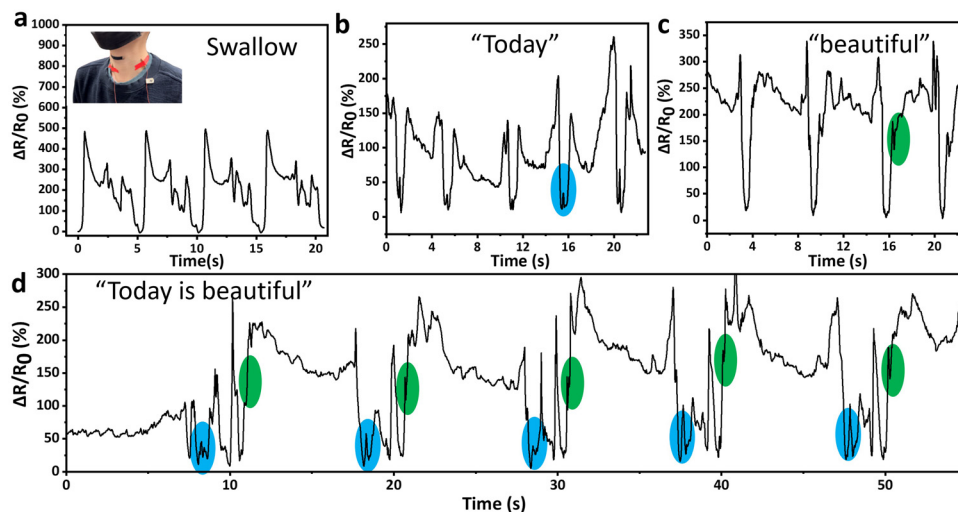 a
Swallow
ΔR/R0 (%)
1000
900
800
700
600
500
400
300
200
100
0
0 5 10 15 20
Time(s)
b
“Today”
ΔR/R0 (%)
250
200
150
100
50
0
0 4 8 12 16 20
Time (s)
c
“beautiful”
ΔR/R0 (%)
350
300
250
200
150
100
50
0
0 4 8 12 16 20
Time (s)
d
“Today is beautiful”
ΔR/R0 (%)
300
250
200
150
100
50
0
0 10 20 30 40 50
Time (s)